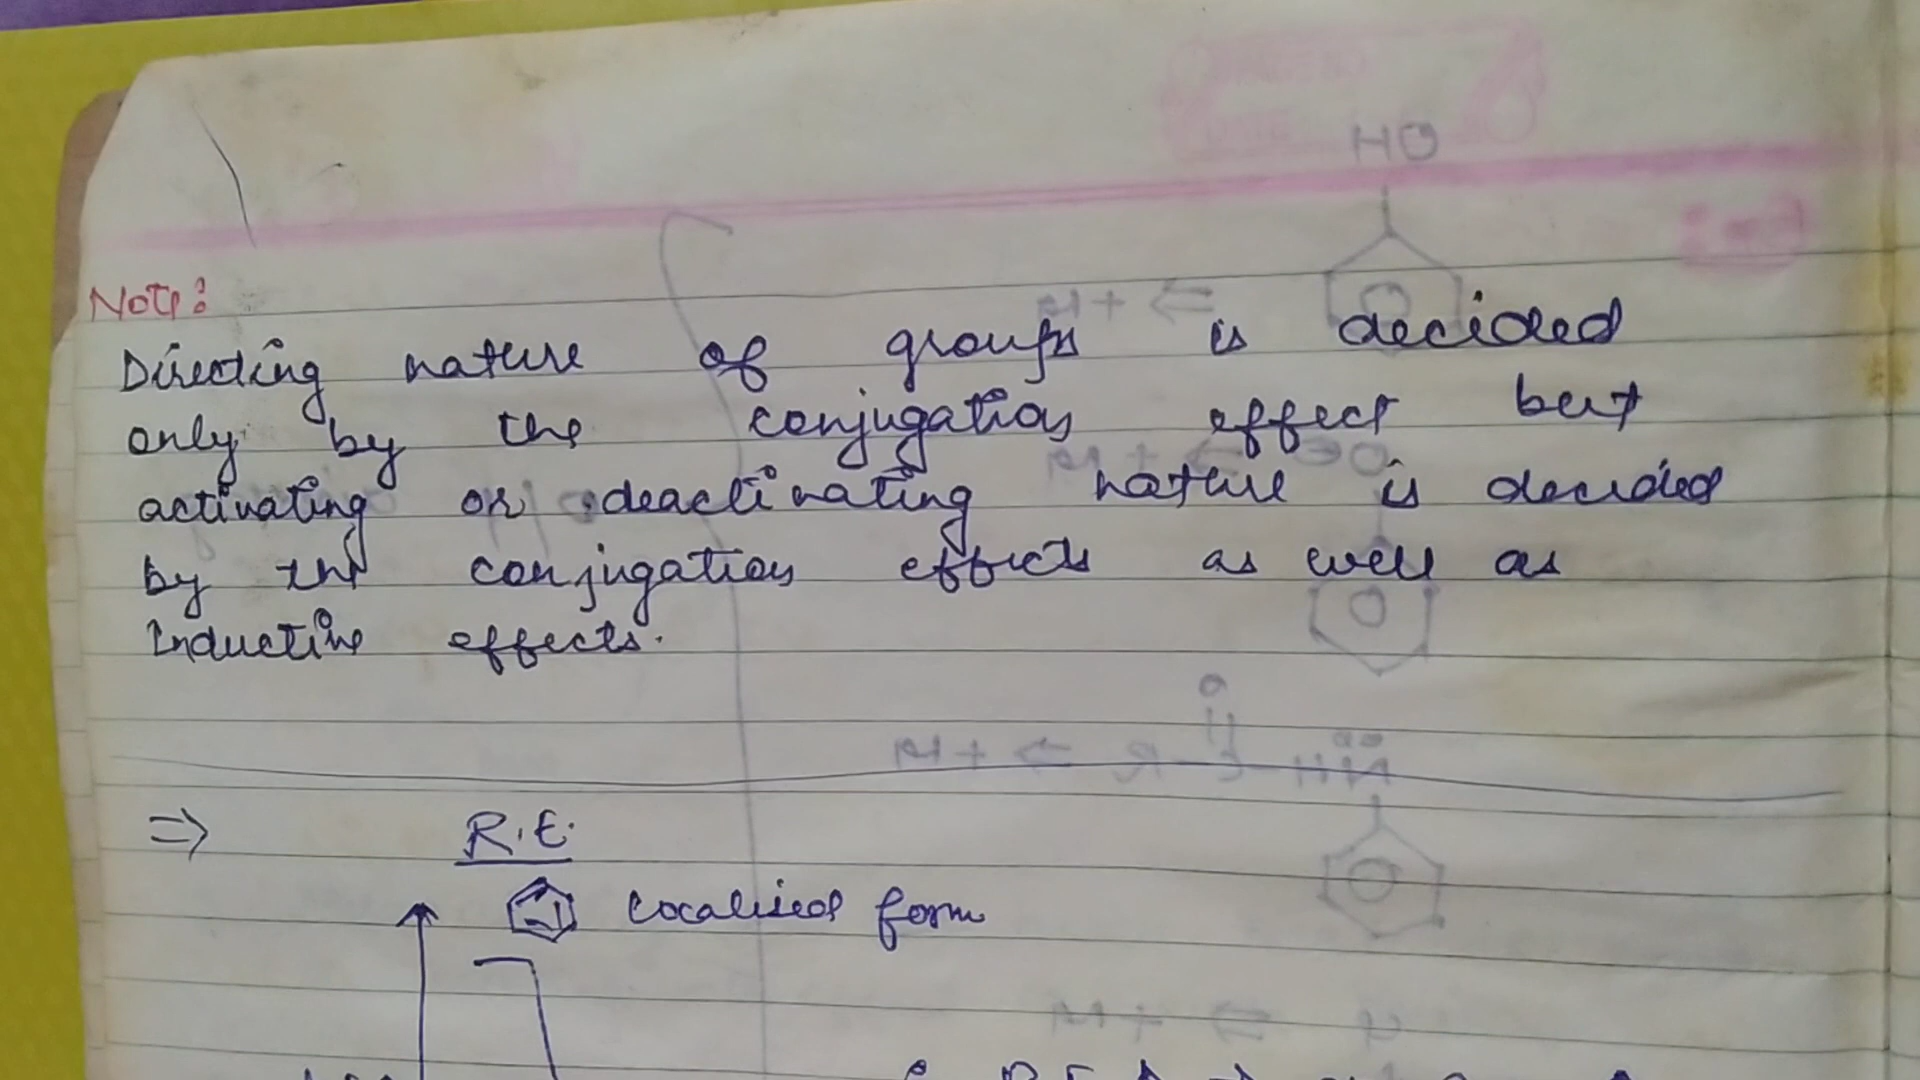 Note:
Directing nature of groups is decided
only by the conjugation effect but
activating or deactivating nature is decided
by the conjugation effects as well as
Inductive effects.
⇒ R.E.
Localised form